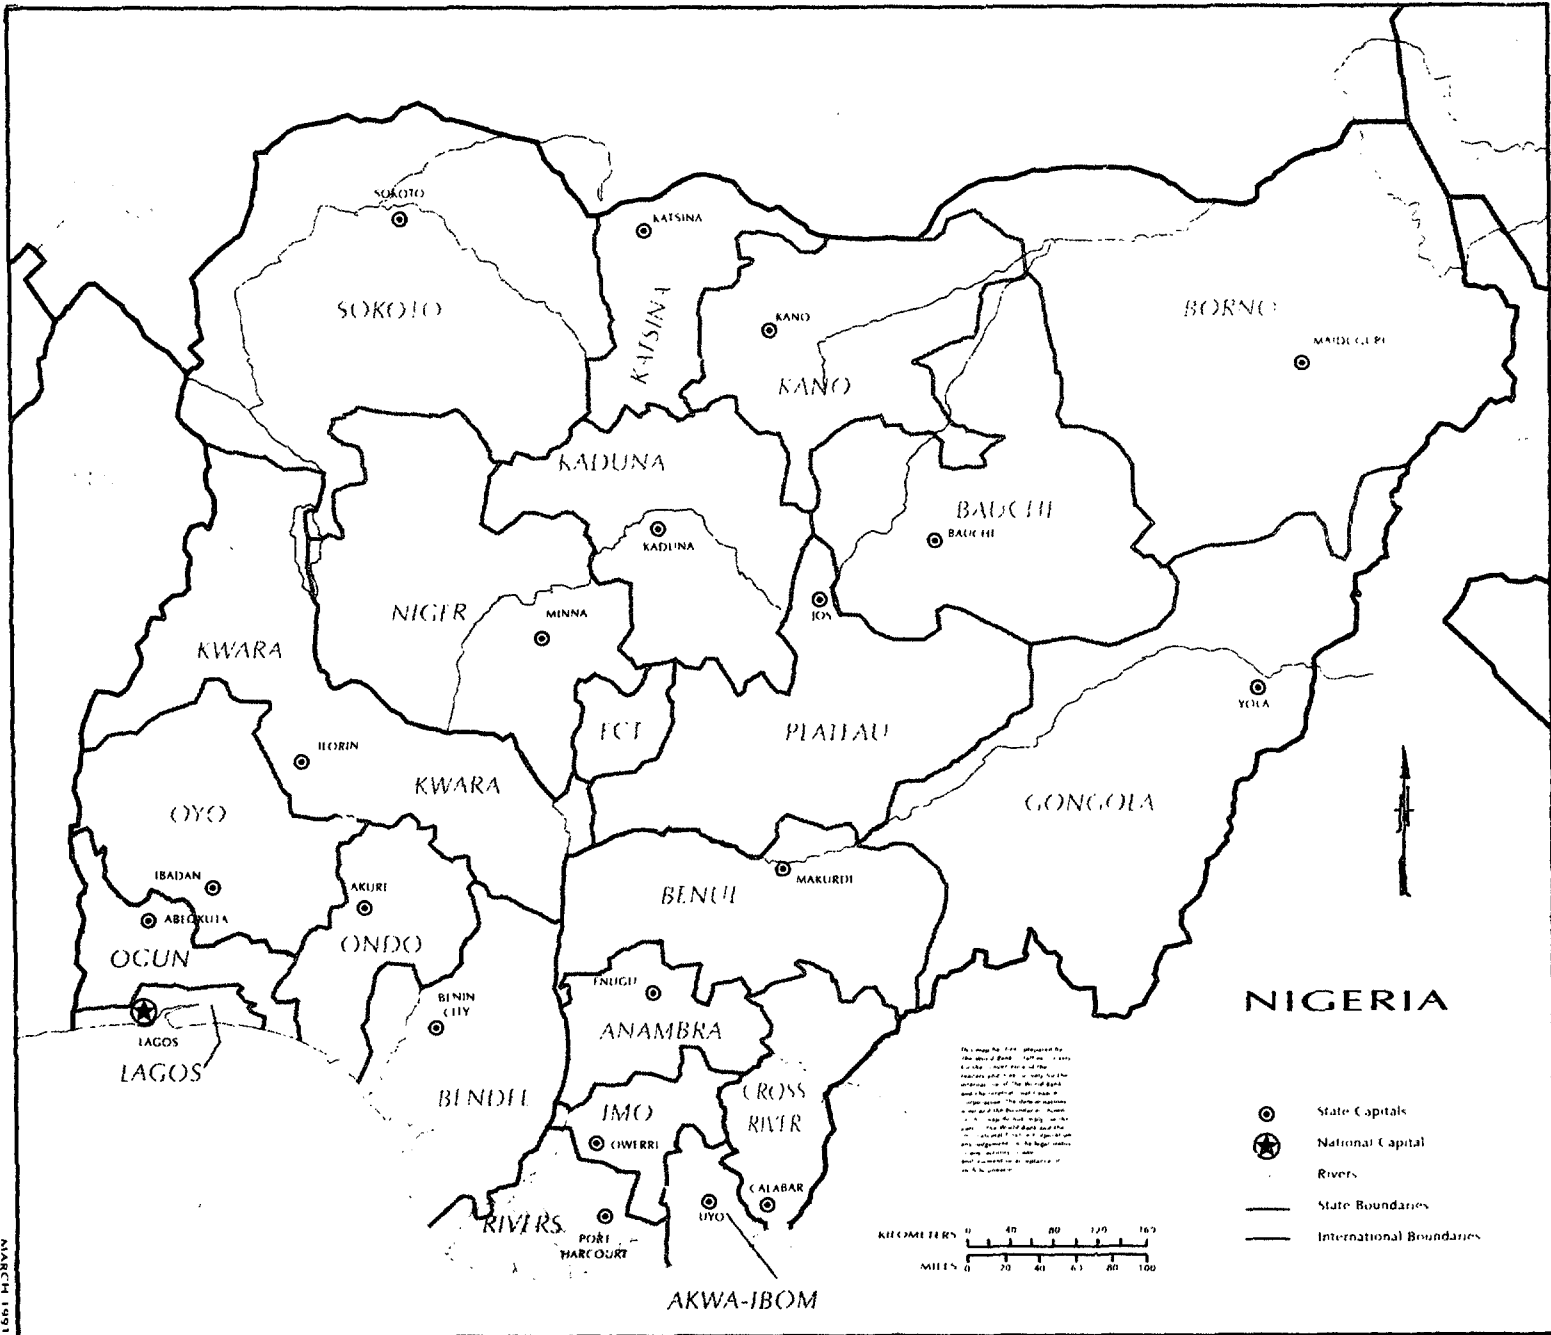 SOKOTO
KATSINA
SOKOTO
KATSINA
KANO
KANO
BORNO
MAIDUGURI
KADUNA
KADUNA
BAUCHI
BAUCHI
NIGER
MINNA
JOS
KWARA
FCT
PLATEAU
YOLA
ILORIN
KWARA
OYO
GONGOLA
IBADAN
AKURE
MAKURDI
BENUE
ABEOKUTA
OGUN
ONDO
ENUGU
BENIN
CITY
ANAMBRA
LAGOS
LAGOS
BENDEL
IMO
OWERRI
CROSS
RIVER
CALABAR
UYO
RIVERS
PORT
HARCOURT
AKWA-IBOM
NIGERIA
State Capitals
National Capital
Rivers
State Boundaries
International Boundaries
KILOMETERS 0 40 80 120 160
MILES 0 20 40 60 80 100
MARCH 1991